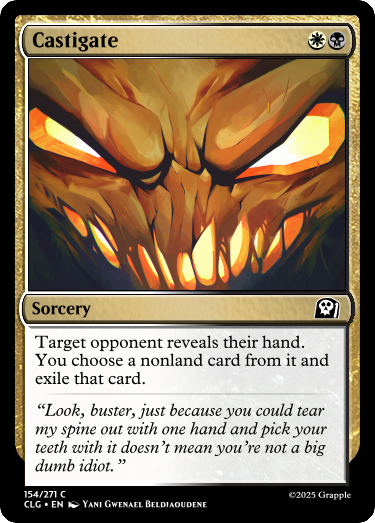 Castigate
Sorcery
Target opponent reveals their hand.
You choose a nonland card from it and
exile that card.
“Look, buster, just because you could tear
my spine out with one hand and pick your
teeth with it doesn’t mean you’re not a big
dumb idiot.”
154/271 C
CLG • EN Yani Gwenael Beldiaoudene
©2025 Grapple